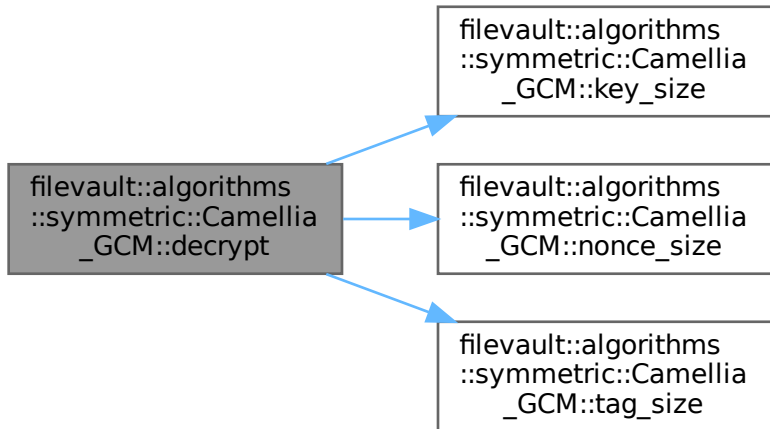 filevault::algorithms
::symmetric::Camellia
_GCM::decrypt
filevault::algorithms
::symmetric::Camellia
_GCM::key_size
filevault::algorithms
::symmetric::Camellia
_GCM::nonce_size
filevault::algorithms
::symmetric::Camellia
_GCM::tag_size